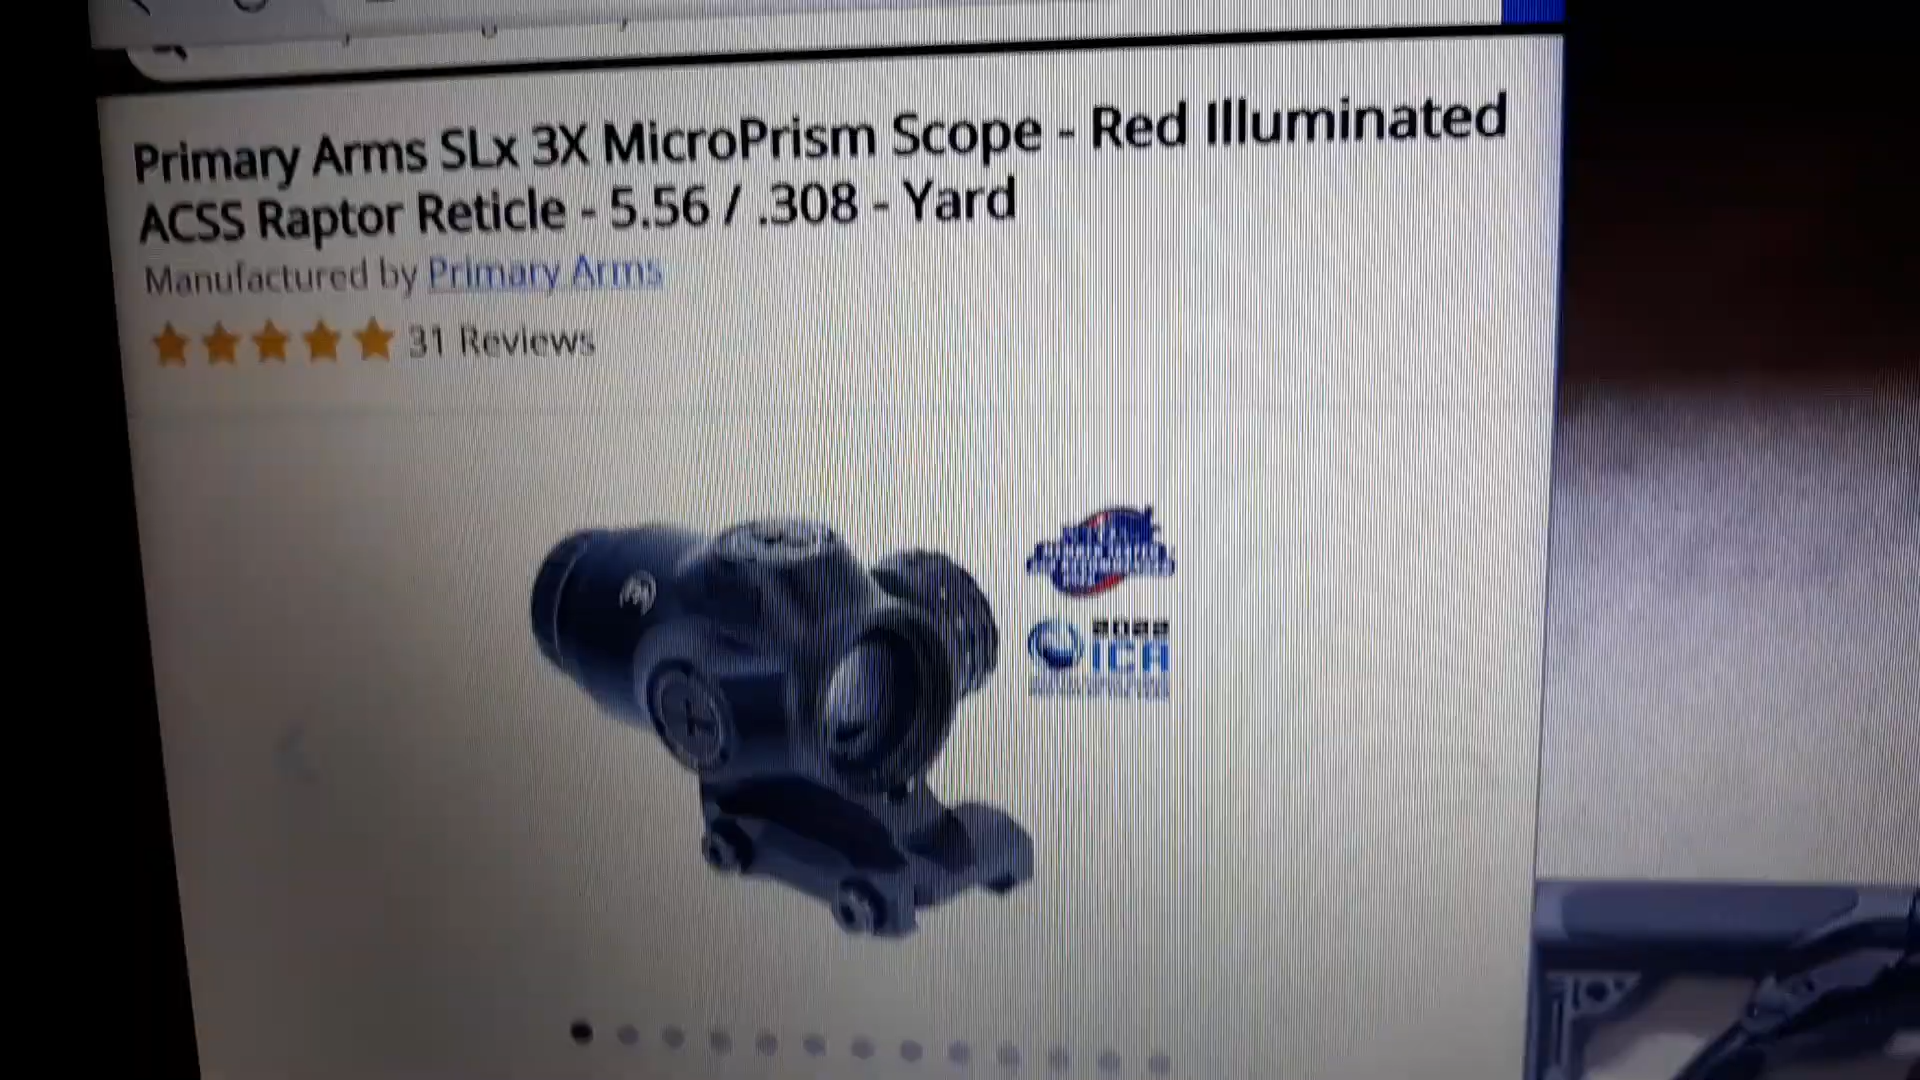 Primary Arms SLx 3X MicroPrism Scope - Red Illuminated
ACSS Raptor Reticle - 5.56 / .308 - Yard
Manufactured by Primary Arms
31 Reviews
2022
ICA